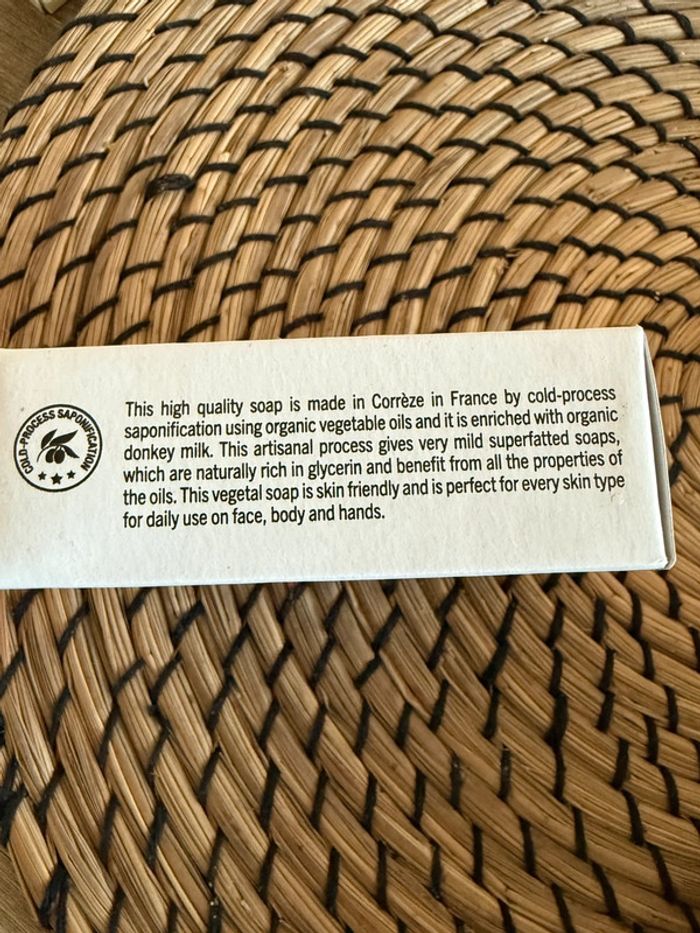 COLD-PROCESS SAPONIFICATION
This high quality soap is made in Corrèze in France by cold-process
saponification using organic vegetable oils and it is enriched with organic
donkey milk. This artisanal process gives very mild superfatted soaps,
which are naturally rich in glycerin and benefit from all the properties of
the oils. This vegetal soap is skin friendly and is perfect for every skin type
for daily use on face, body and hands.